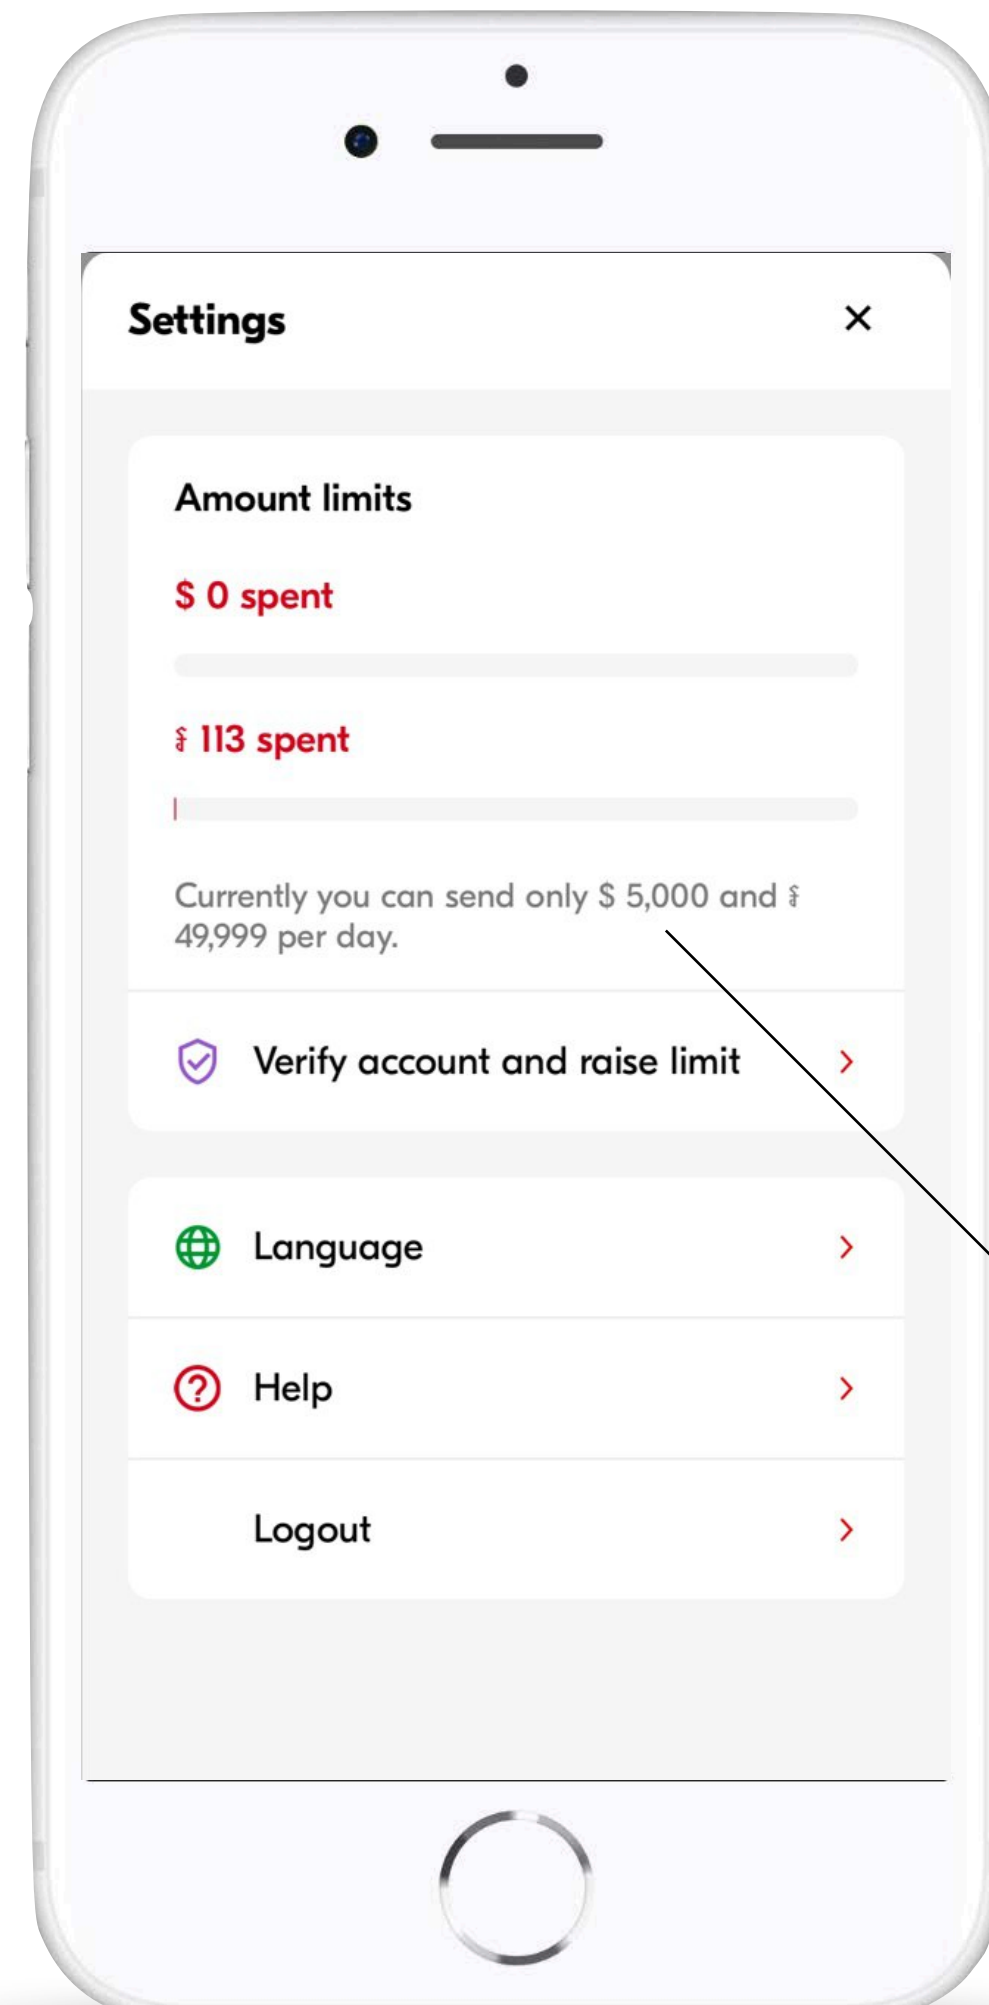 Settings
Amount limits
$ 0 spent
៛ 113 spent
Currently you can send only $ 5,000 and ៛
49,999 per day.
Verify account and raise limit
Language
Help
Logout